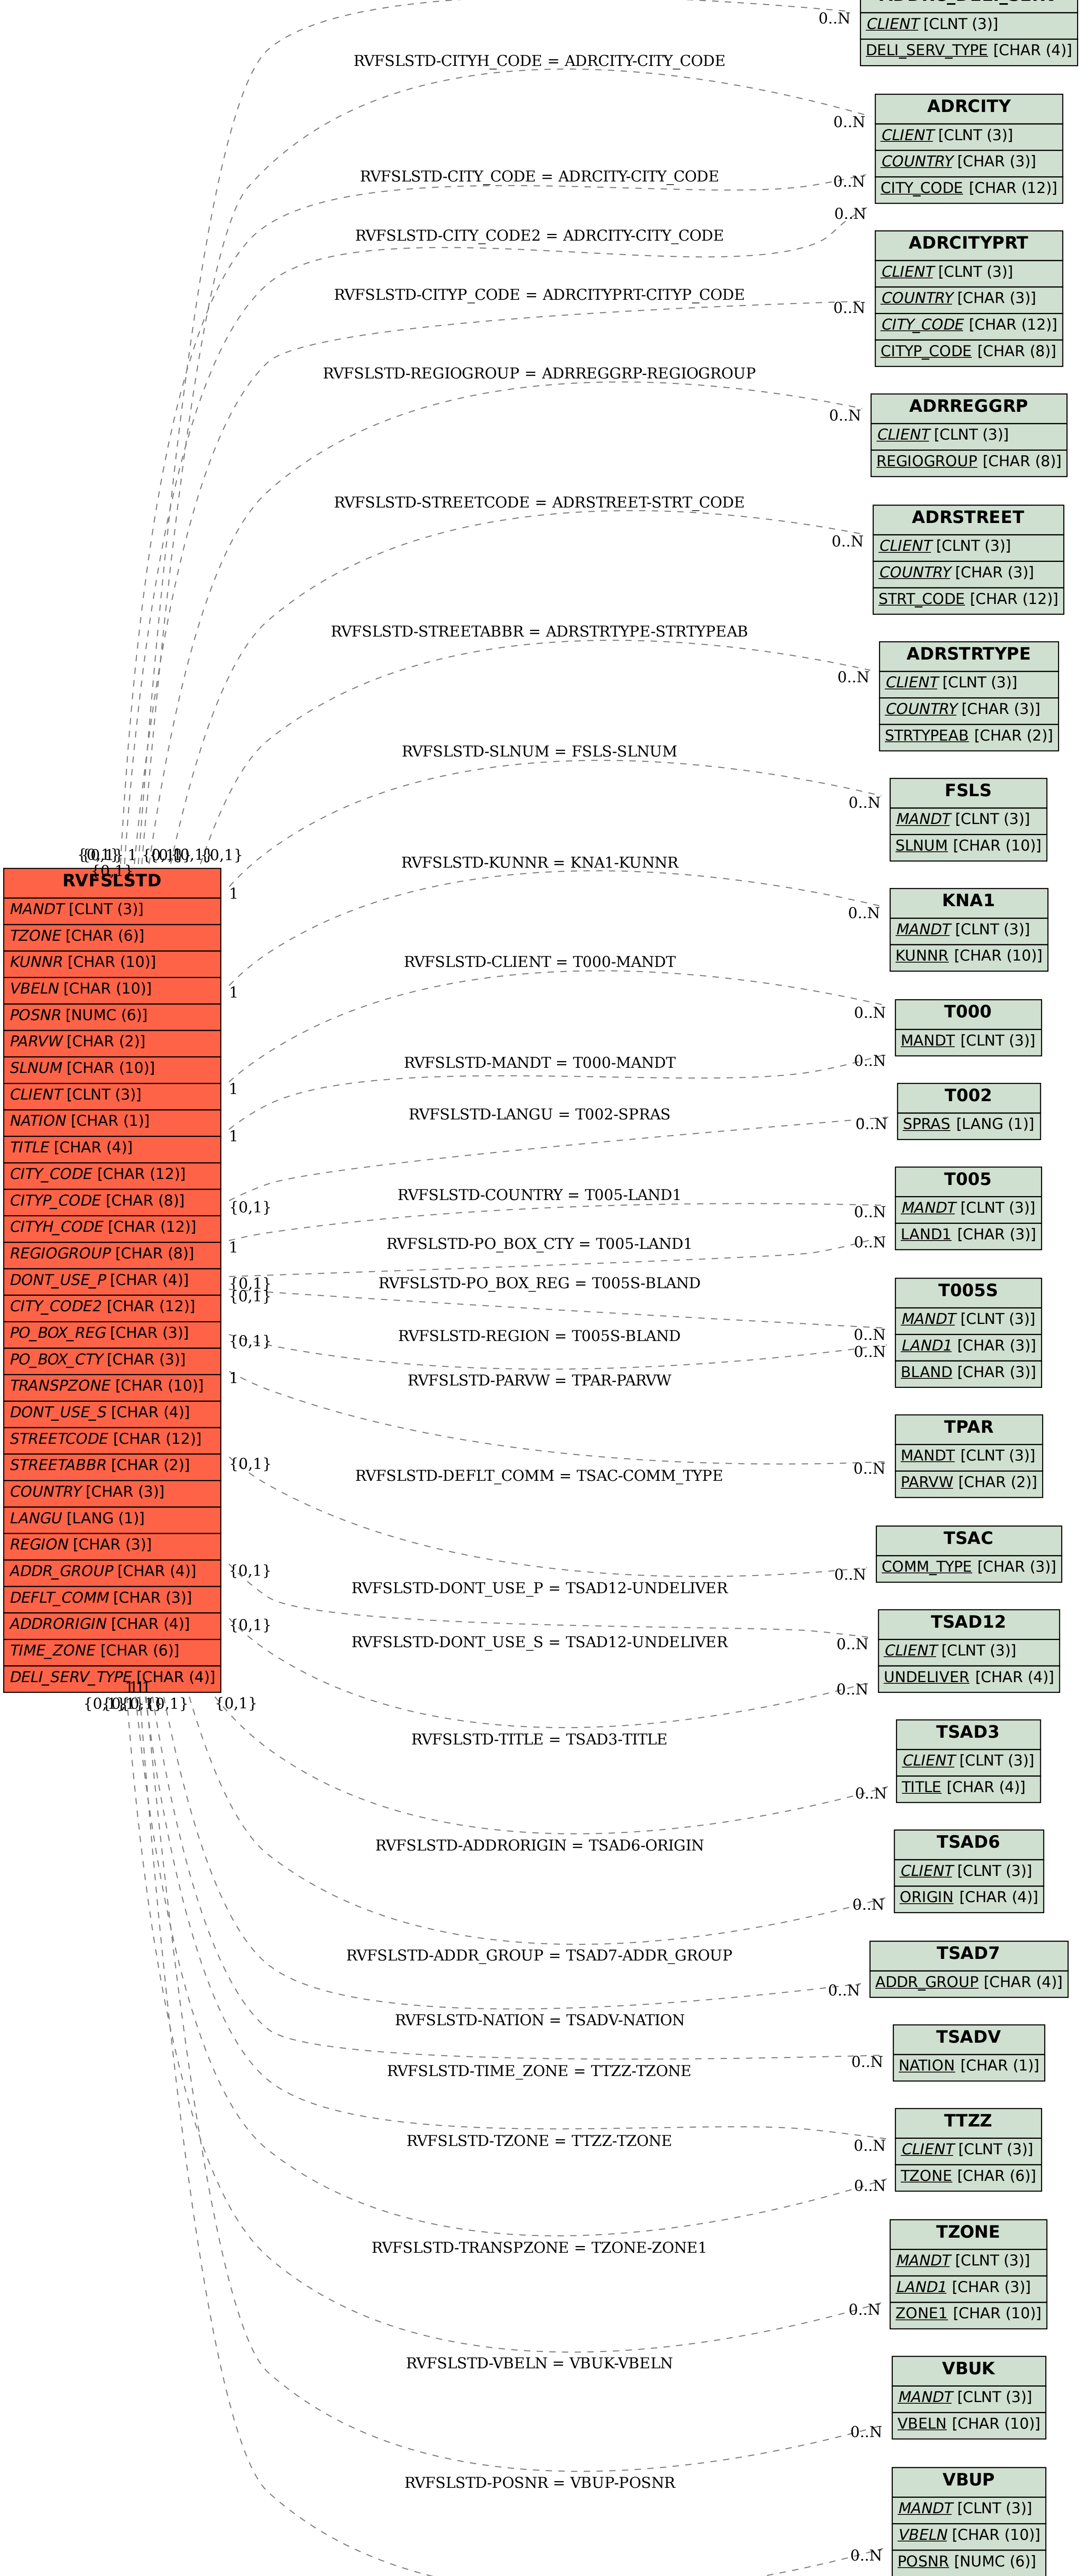 0..N
CLIENT [CLNT (3)]
DELI_SERV_TYPE [CHAR (4)]
RVFSLSTD-CITYH_CODE = ADRCITY-CITY_CODE
0..N
ADRCITY
CLIENT [CLNT (3)]
COUNTRY [CHAR (3)]
CITY_CODE [CHAR (12)]
RVFSLSTD-CITY_CODE = ADRCITY-CITY_CODE
0..N
RVFSLSTD-CITY_CODE2 = ADRCITY-CITY_CODE
0..N
ADRCITYPRT
CLIENT [CLNT (3)]
COUNTRY [CHAR (3)]
CITY_CODE [CHAR (12)]
CITYP_CODE [CHAR (8)]
RVFSLSTD-CITYP_CODE = ADRCITYPRT-CITYP_CODE
0..N
RVFSLSTD-REGIOGROUP = ADRREGGRP-REGIOGROUP
0..N
ADRREGGRP
CLIENT [CLNT (3)]
REGIOGROUP [CHAR (8)]
RVFSLSTD-STREETCODE = ADRSTREET-STRT_CODE
0..N
ADRSTREET
CLIENT [CLNT (3)]
COUNTRY [CHAR (3)]
STRT_CODE [CHAR (12)]
RVFSLSTD-STREETABBR = ADRSTRTYPE-STRTYPEAB
0..N
ADRSTRTYPE
CLIENT [CLNT (3)]
COUNTRY [CHAR (3)]
STRTYPEAB [CHAR (2)]
RVFSLSTD-SLNUM = FSLS-SLNUM
0..N
FSLS
MANDT [CLNT (3)]
SLNUM [CHAR (10)]
RVFSLSTD-KUNNR = KNA1-KUNNR
0..N
KNA1
MANDT [CLNT (3)]
KUNNR [CHAR (10)]
RVFSLSTD-CLIENT = T000-MANDT
0..N
T000
MANDT [CLNT (3)]
RVFSLSTD-MANDT = T000-MANDT
0..N
RVFSLSTD-LANGU = T002-SPRAS
0..N
T002
SPRAS [LANG (1)]
RVFSLSTD-COUNTRY = T005-LAND1
0..N
T005
MANDT [CLNT (3)]
LAND1 [CHAR (3)]
RVFSLSTD-PO_BOX_CTY = T005-LAND1
0..N
RVFSLSTD-PO_BOX_REG = T005S-BLAND
0..N
T005S
MANDT [CLNT (3)]
LAND1 [CHAR (3)]
BLAND [CHAR (3)]
RVFSLSTD-REGION = T005S-BLAND
0..N
RVFSLSTD-PARVW = TPAR-PARVW
0..N
TPAR
MANDT [CLNT (3)]
PARVW [CHAR (2)]
RVFSLSTD-DEFLT_COMM = TSAC-COMM_TYPE
0..N
TSAC
COMM_TYPE [CHAR (3)]
RVFSLSTD-DONT_USE_P = TSAD12-UNDELIVER
0..N
TSAD12
CLIENT [CLNT (3)]
UNDELIVER [CHAR (4)]
RVFSLSTD-DONT_USE_S = TSAD12-UNDELIVER
0..N
RVFSLSTD-TITLE = TSAD3-TITLE
0..N
TSAD3
CLIENT [CLNT (3)]
TITLE [CHAR (4)]
RVFSLSTD-ADDRORIGIN = TSAD6-ORIGIN
0..N
TSAD6
CLIENT [CLNT (3)]
ORIGIN [CHAR (4)]
RVFSLSTD-ADDR_GROUP = TSAD7-ADDR_GROUP
0..N
TSAD7
ADDR_GROUP [CHAR (4)]
RVFSLSTD-NATION = TSADV-NATION
0..N
TSADV
NATION [CHAR (1)]
RVFSLSTD-TIME_ZONE = TTZZ-TZONE
0..N
TTZZ
CLIENT [CLNT (3)]
TZONE [CHAR (6)]
RVFSLSTD-TZONE = TTZZ-TZONE
0..N
RVFSLSTD-TRANSPZONE = TZONE-ZONE1
0..N
TZONE
MANDT [CLNT (3)]
LAND1 [CHAR (3)]
ZONE1 [CHAR (10)]
RVFSLSTD-VBELN = VBUK-VBELN
0..N
VBUK
MANDT [CLNT (3)]
VBELN [CHAR (10)]
RVFSLSTD-POSNR = VBUP-POSNR
0..N
VBUP
MANDT [CLNT (3)]
VBELN [CHAR (10)]
POSNR [NUMC (6)]
RVFSLSTD
MANDT [CLNT (3)]
TZONE [CHAR (6)]
KUNNR [CHAR (10)]
VBELN [CHAR (10)]
POSNR [NUMC (6)]
PARVW [CHAR (2)]
SLNUM [CHAR (10)]
CLIENT [CLNT (3)]
NATION [CHAR (1)]
TITLE [CHAR (4)]
CITY_CODE [CHAR (12)]
CITYP_CODE [CHAR (8)]
CITYH_CODE [CHAR (12)]
REGIOGROUP [CHAR (8)]
DONT_USE_P [CHAR (4)]
CITY_CODE2 [CHAR (12)]
PO_BOX_REG [CHAR (3)]
PO_BOX_CTY [CHAR (3)]
TRANSPZONE [CHAR (10)]
DONT_USE_S [CHAR (4)]
STREETCODE [CHAR (12)]
STREETABBR [CHAR (2)]
COUNTRY [CHAR (3)]
LANGU [LANG (1)]
REGION [CHAR (3)]
ADDR_GROUP [CHAR (4)]
DEFLT_COMM [CHAR (3)]
ADDRORIGIN [CHAR (4)]
TIME_ZONE [CHAR (6)]
DELI_SERV_TYPE [CHAR (4)]
1
1
1
1
{0,1}
1
{0,1}
{0,1}
{0,1}
1
{0,1}
{0,1}
{0,1}
{0,1}